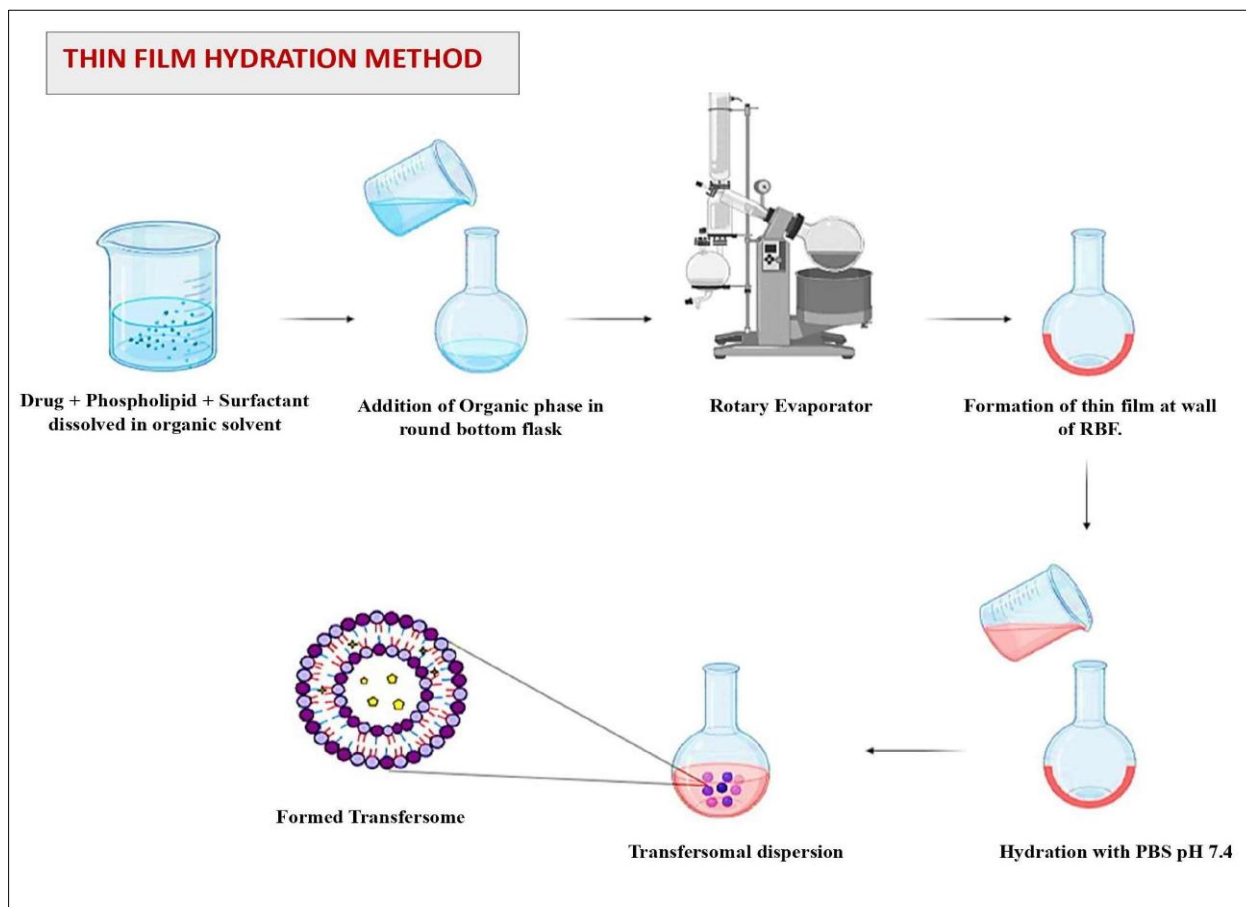 THIN FILM HYDRATION METHOD
Drug + Phospholipid + Surfactant
dissolved in organic solvent
Addition of Organic phase in
round bottom flask
Rotary Evaporator
Formation of thin film at wall
of RBF.
Formed Transfersome
Transfersomal dispersion
Hydration with PBS pH 7.4